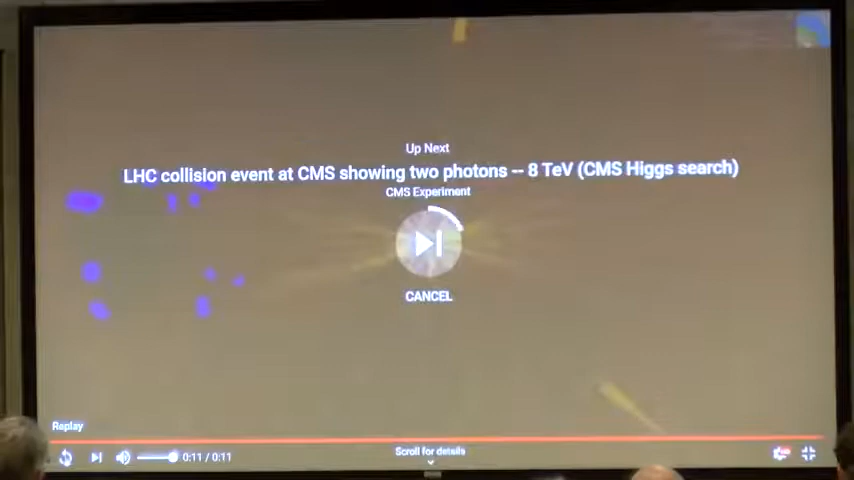 Up Next
LHC collision event at CMS showing two photons -- 8 TeV (CMS Higgs search)
CMS Experiment
CANCEL
Replay
0:11 / 0:11
Scroll for details